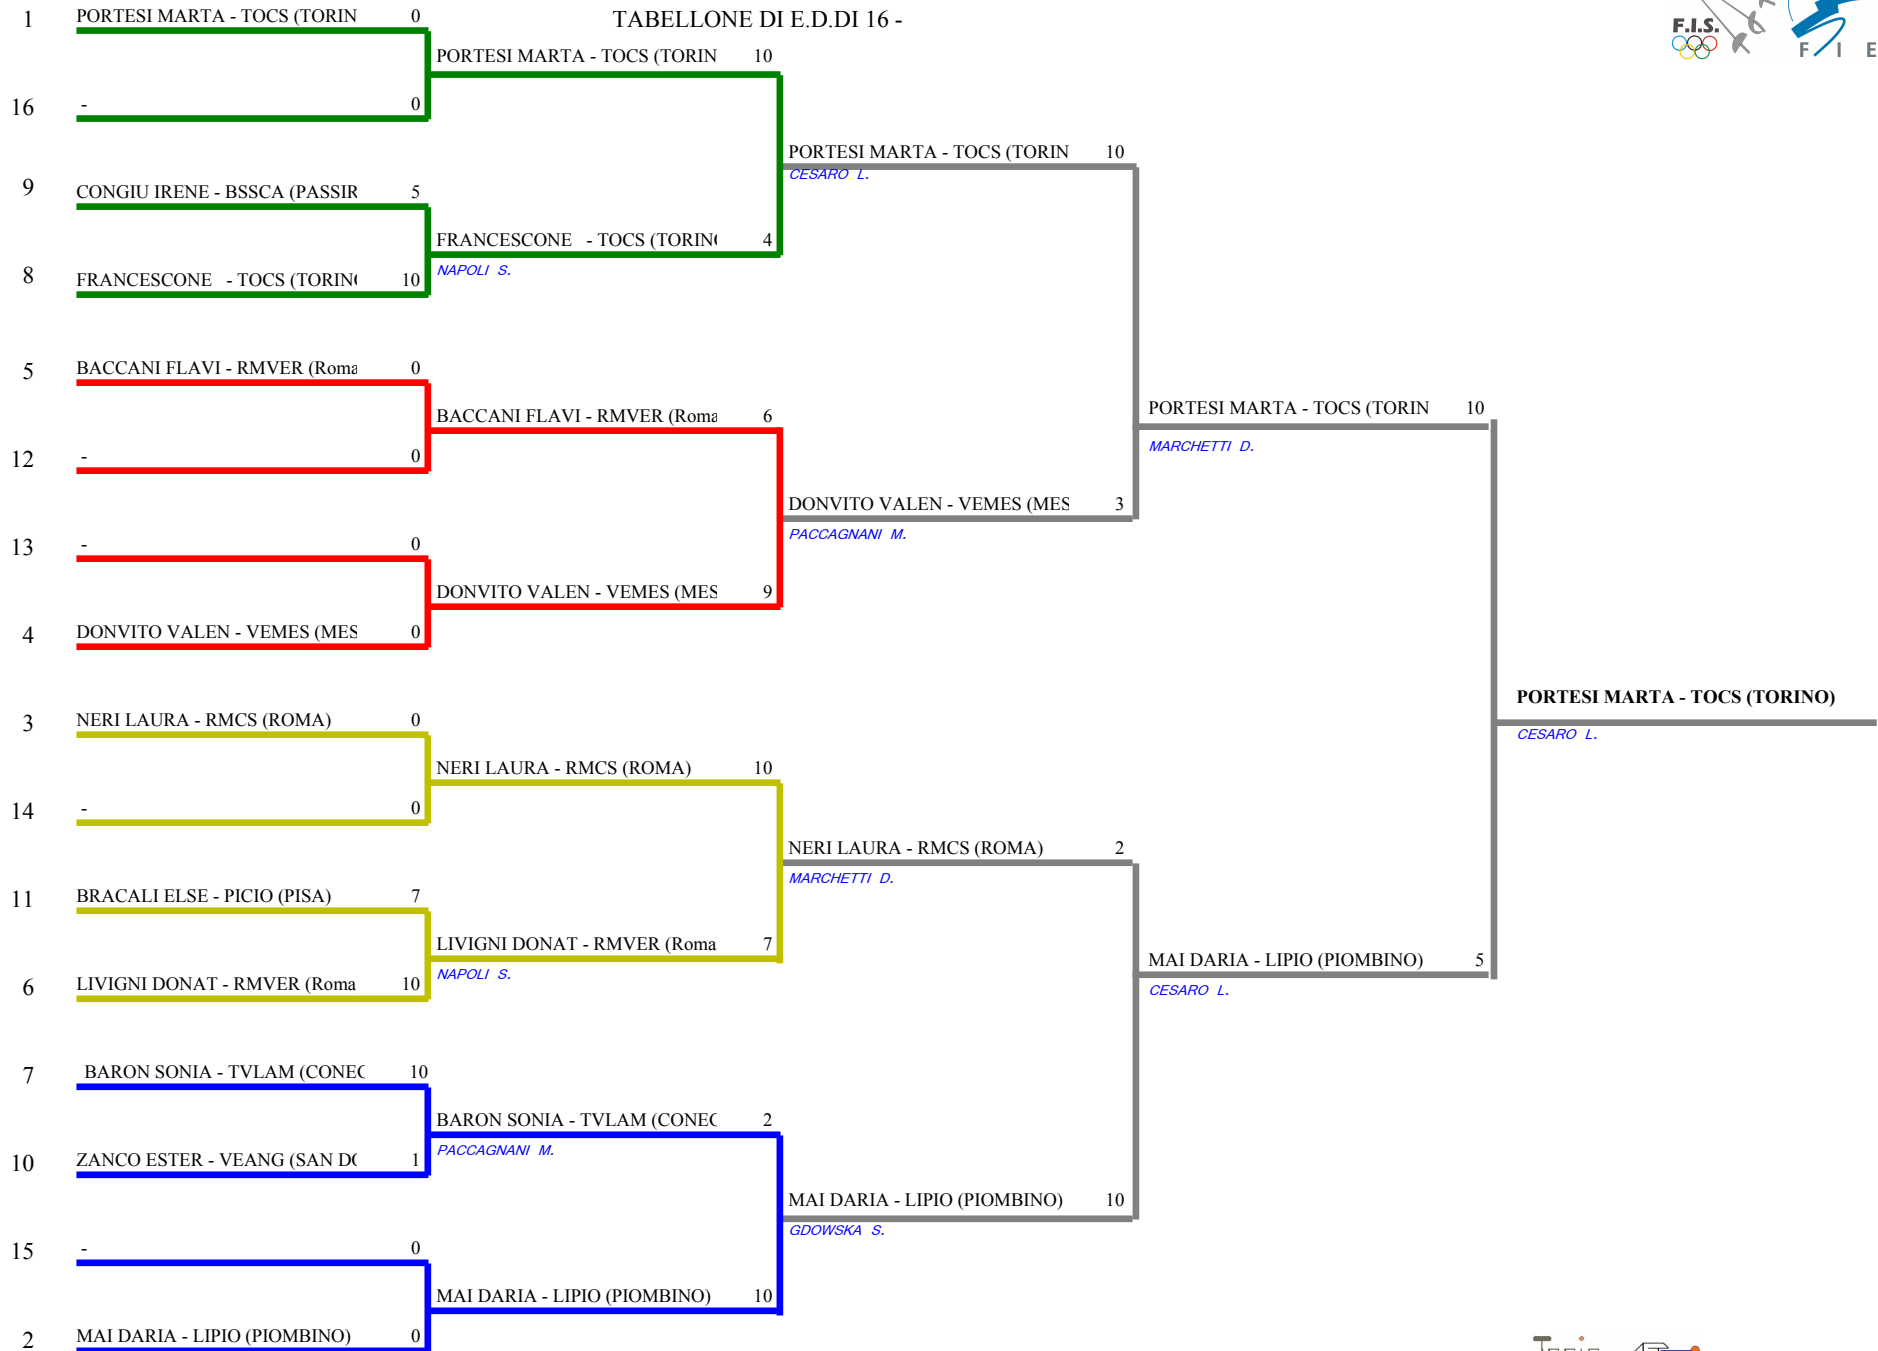 TABELLONE DI E.D.DI 16 -
F.I.S.
F I E
1 PORTESI MARTA - TOCS (TORIN 0
PORTESI MARTA - TOCS (TORIN 10
16 - 0
PORTESI MARTA - TOCS (TORIN 10
CESARO L.
9 CONGIU IRENE - BSSCA (PASSIR 5
FRANCESCONE - TOCS (TORINO 4
NAPOLI S.
8 FRANCESCONE - TOCS (TORINO 10
5 BACCANI FLAVI - RMVER (Roma 0
PORTESI MARTA - TOCS (TORIN 10
MARCHETTI D.
BACCANI FLAVI - RMVER (Roma 6
12 - 0
DONVITO VALEN - VEMES (MES 3
PACCAGNANI M.
13 - 0
DONVITO VALEN - VEMES (MES 9
4 DONVITO VALEN - VEMES (MES 0
PORTESI MARTA - TOCS (TORINO)
CESARO L.
3 NERI LAURA - RMCS (ROMA) 0
NERI LAURA - RMCS (ROMA) 10
14 - 0
NERI LAURA - RMCS (ROMA) 2
MARCHETTI D.
11 BRACALI ELSE - PICIO (PISA) 7
LIVIGNI DONAT - RMVER (Roma 7
NAPOLI S.
MAI DARIA - LIPIO (PIOMBINO) 5
CESARO L.
6 LIVIGNI DONAT - RMVER (Roma 10
7 BARON SONIA - TVLAM (CONEC 10
BARON SONIA - TVLAM (CONEC 2
PACCAGNANI M.
10 ZANCO ESTER - VEANG (SAN DO 1
MAI DARIA - LIPIO (PIOMBINO) 10
GDOWSKA S.
15 - 0
MAI DARIA - LIPIO (PIOMBINO) 10
2 MAI DARIA - LIPIO (PIOMBINO) 0